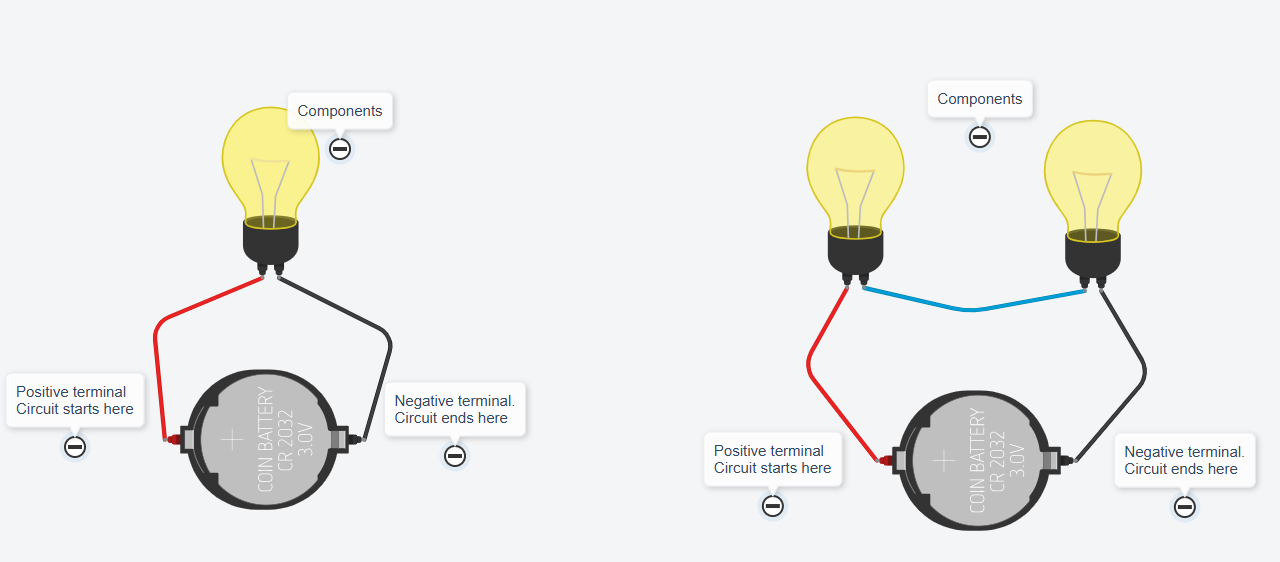 Components
Positive terminal
Circuit starts here
Negative terminal.
Circuit ends here
COIN BATTERY
CR 2032
3.0V
Components
Positive terminal
Circuit starts here
Negative terminal.
Circuit ends here
COIN BATTERY
CR 2032
3.0V